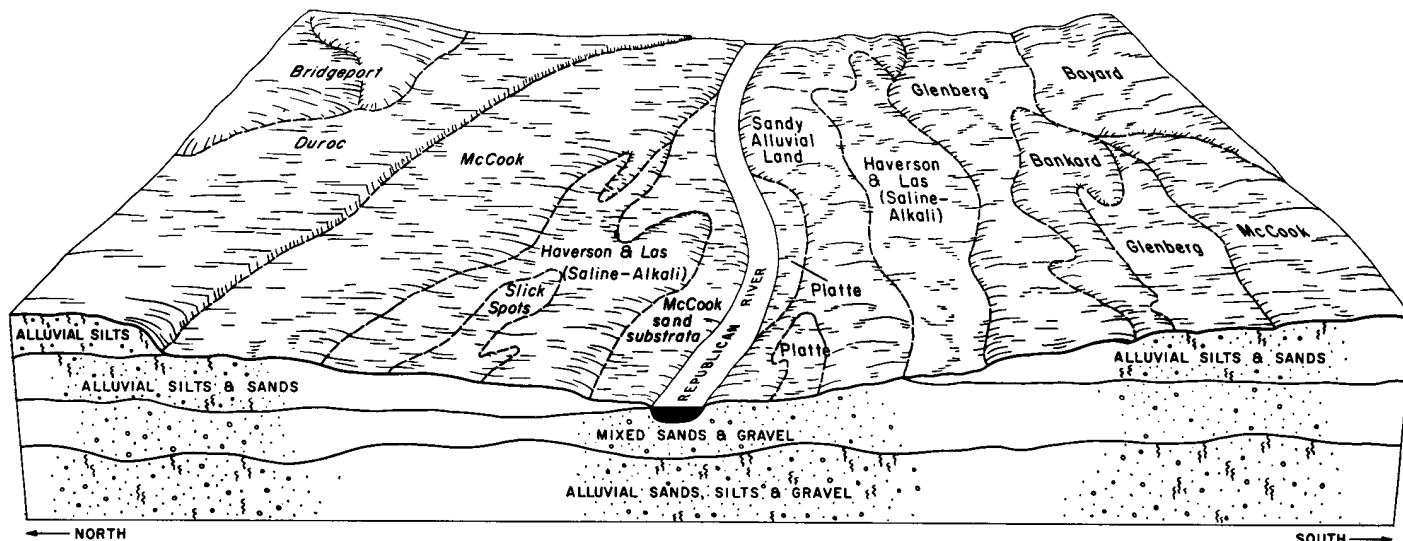 Bridgeport
Duroc
McCook
Haverson & Las
(Saline-Alkali)
Slick
Spots
McCook
sand
substrata
REPUBLICAN RIVER
Sandy
Alluvial
Land
Platte
Platte
Haverson
& Las
(Saline-
Alkali)
Glenberg
Bayard
Bankard
Glenberg
McCook
ALLUVIAL SILTS
ALLUVIAL SILTS & SANDS
ALLUVIAL SILTS & SANDS
MIXED SANDS & GRAVEL
ALLUVIAL SANDS, SILTS & GRAVEL
← NORTH
SOUTH →